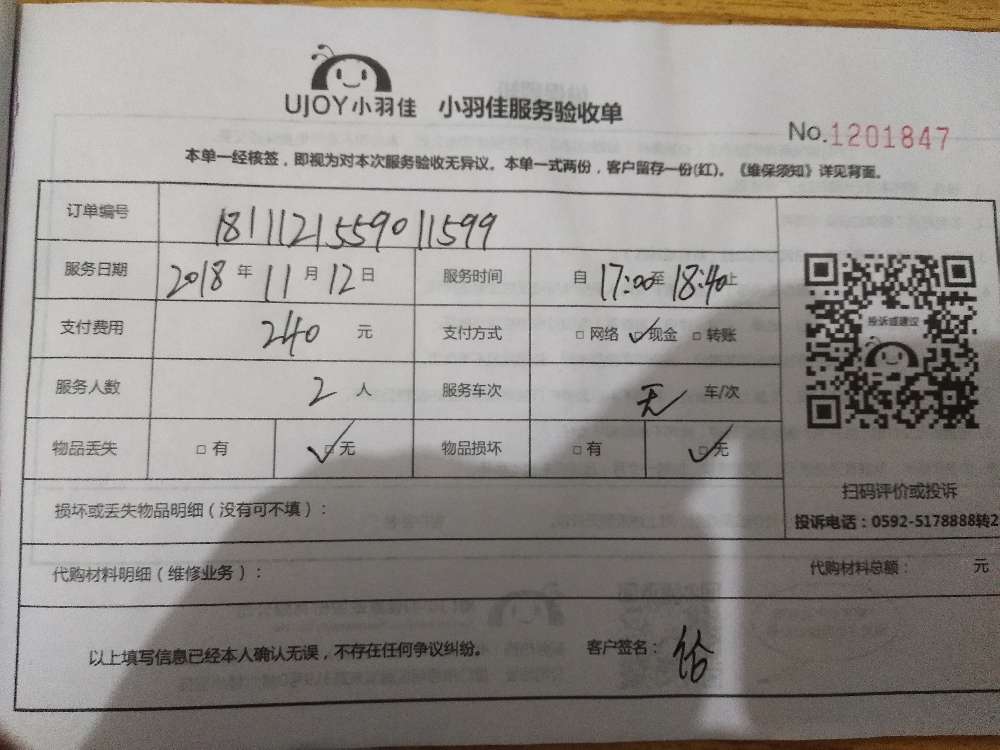 UJOY小羽佳 小羽佳服务验收单
No.1201847
本单一经核签，即视为对本次服务验收无异议。本单一式两份，客户留存一份(红)。《维保须知》详见背面。
订单编号 181112155901​1599
服务日期 2018 年 11 月 12 日 服务时间 自 17:00 至 18:40 止
支付费用 240 元 支付方式 □ 网络 ☑ 现金 □ 转账
服务人数 2 人 服务车次 无 车/次
物品丢失 □ 有 ☑ 无 物品损坏 □ 有 ☑ 无
投诉或建议
扫码评价或投诉
投诉电话：0592-5178888转2
损坏或丢失物品明细（没有可不填）：
代购材料明细（维修业务）： 代购材料总额： 元
以上填写信息已经本人确认无误，不存在任何争议纠纷。 客户签名：